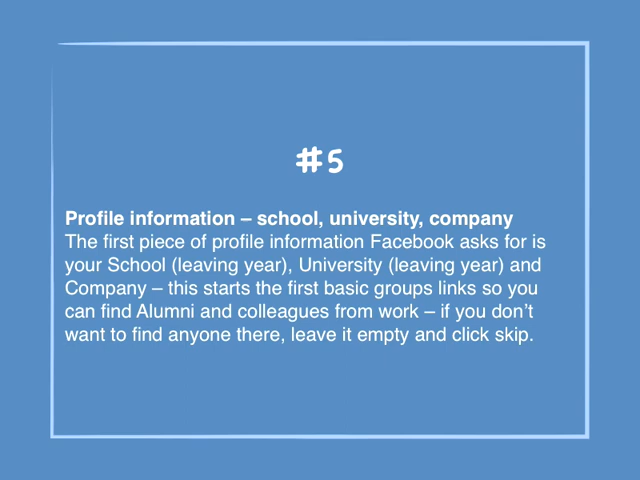 #5
Profile information – school, university, company
The first piece of profile information Facebook asks for is
your School (leaving year), University (leaving year) and
Company – this starts the first basic groups links so you
can find Alumni and colleagues from work – if you don’t
want to find anyone there, leave it empty and click skip.